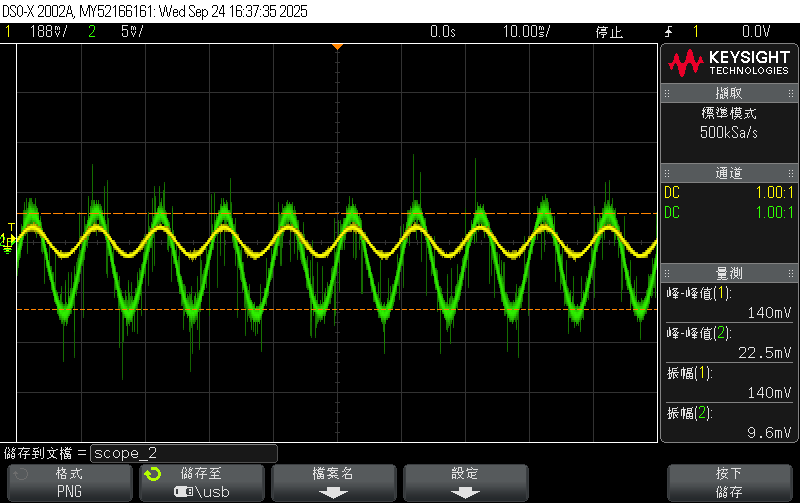 DSO-X 2002A, MY52166161: Wed Sep 24 16:37:35 2025
1 188%/ 2 5%/ 0.0s 10.00%/ 停止 1 0.0V
KEYSIGHT
TECHNOLOGIES
擷取
標準模式
500kSa/s
通道
DC 1.00:1
DC 1.00:1
量測
峰-峰值(1):
140mV
峰-峰值(2):
22.5mV
振幅(1):
140mV
振幅(2):
9.6mV
T
儲存到文檔 = scope_2
格式
PNG
儲存至
\usb
檔案名
設定
按下
儲存